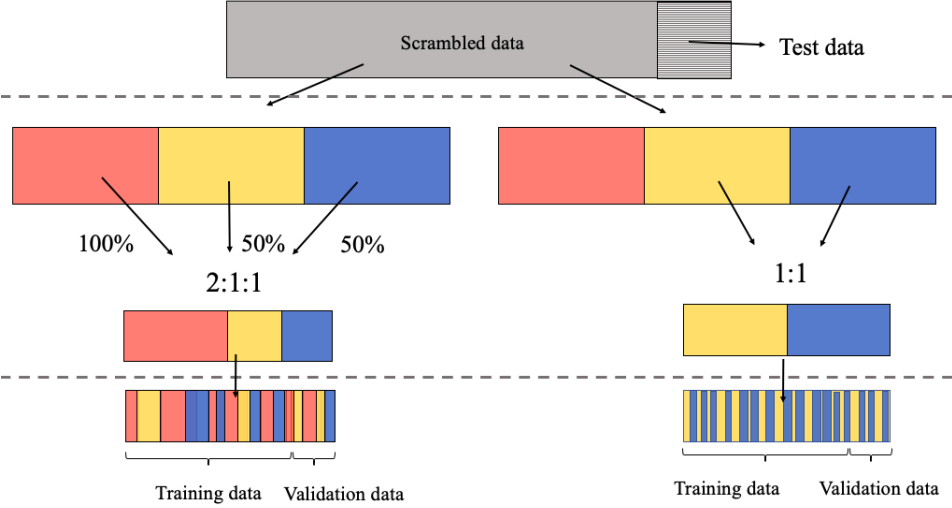 Scrambled data
Test data
100%
50%
50%
2:1:1
1:1
Training data
Validation data
Training data
Validation data